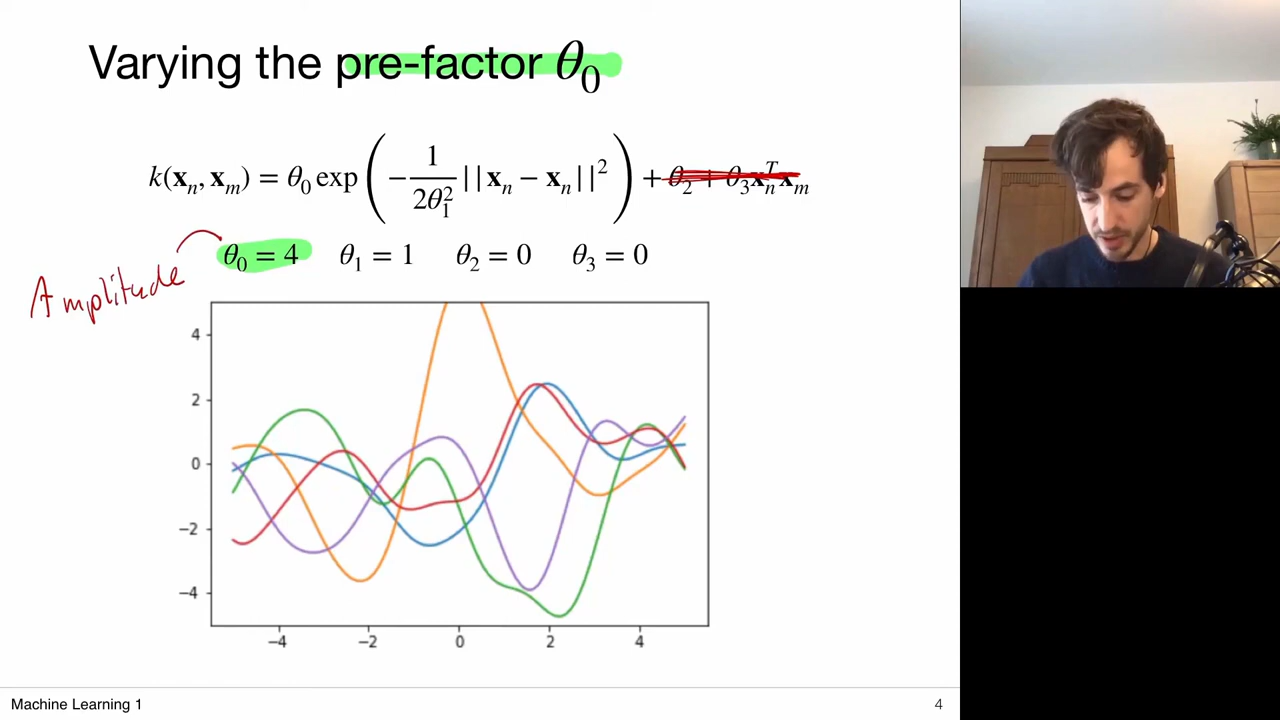 Varying the pre-factor θ₀
k(xₙ, xₘ) = θ₀ exp( −1/(2θ₁²) ||xₙ − xₙ||² ) + θ₂ + θ₃xₙᵀxₘ
θ₀ = 4 θ₁ = 1 θ₂ = 0 θ₃ = 0
Amplitude
4
2
0
−2
−4
−4 −2 0 2 4
Machine Learning 1 4